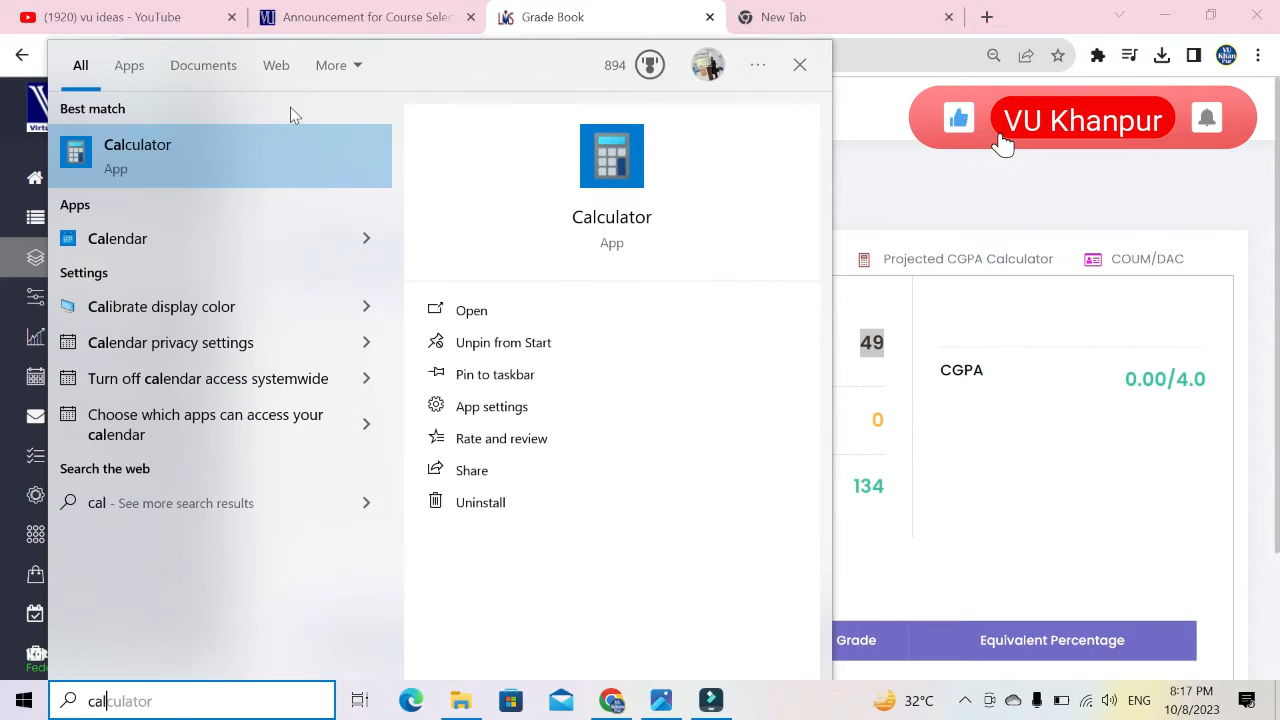 (1920) vu ideas - YouTube
Announcement for Course Selec
Grade Book
New Tab
All
Apps
Documents
Web
More
894
Best match
Calculator
App
Apps
Calendar
Settings
Calibrate display color
Calendar privacy settings
Turn off calendar access systemwide
Choose which apps can access your
calendar
Search the web
cal - See more search results
Calculator
App
Open
Unpin from Start
Pin to taskbar
App settings
Rate and review
Share
Uninstall
VU Khanpur
Projected CGPA Calculator
COUM/DAC
49
CGPA
0.00/4.0
0
134
Grade
Equivalent Percentage
Virtu
Fede
calculator
32°C
ENG
8:17 PM
10/8/2023